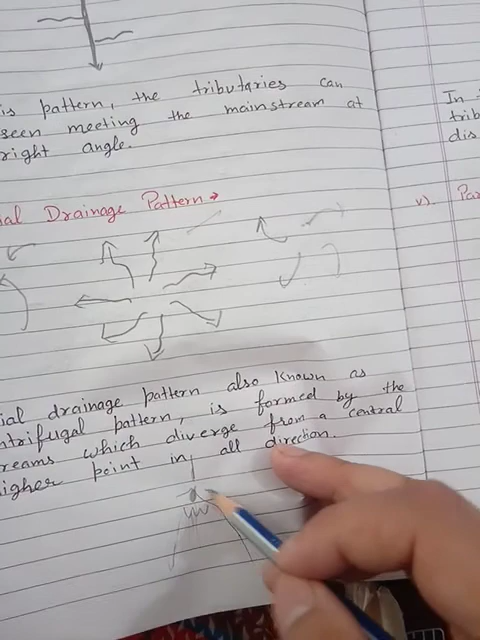 is pattern, the tributaries can
seen meeting the mainstream at
right angle.
ial Drainage Pattern →
ial drainage pattern also known as
ntrifugal pattern, is formed by the
reams which diverge from a central
igher point in all direction.
In
trib
dis
v). Par